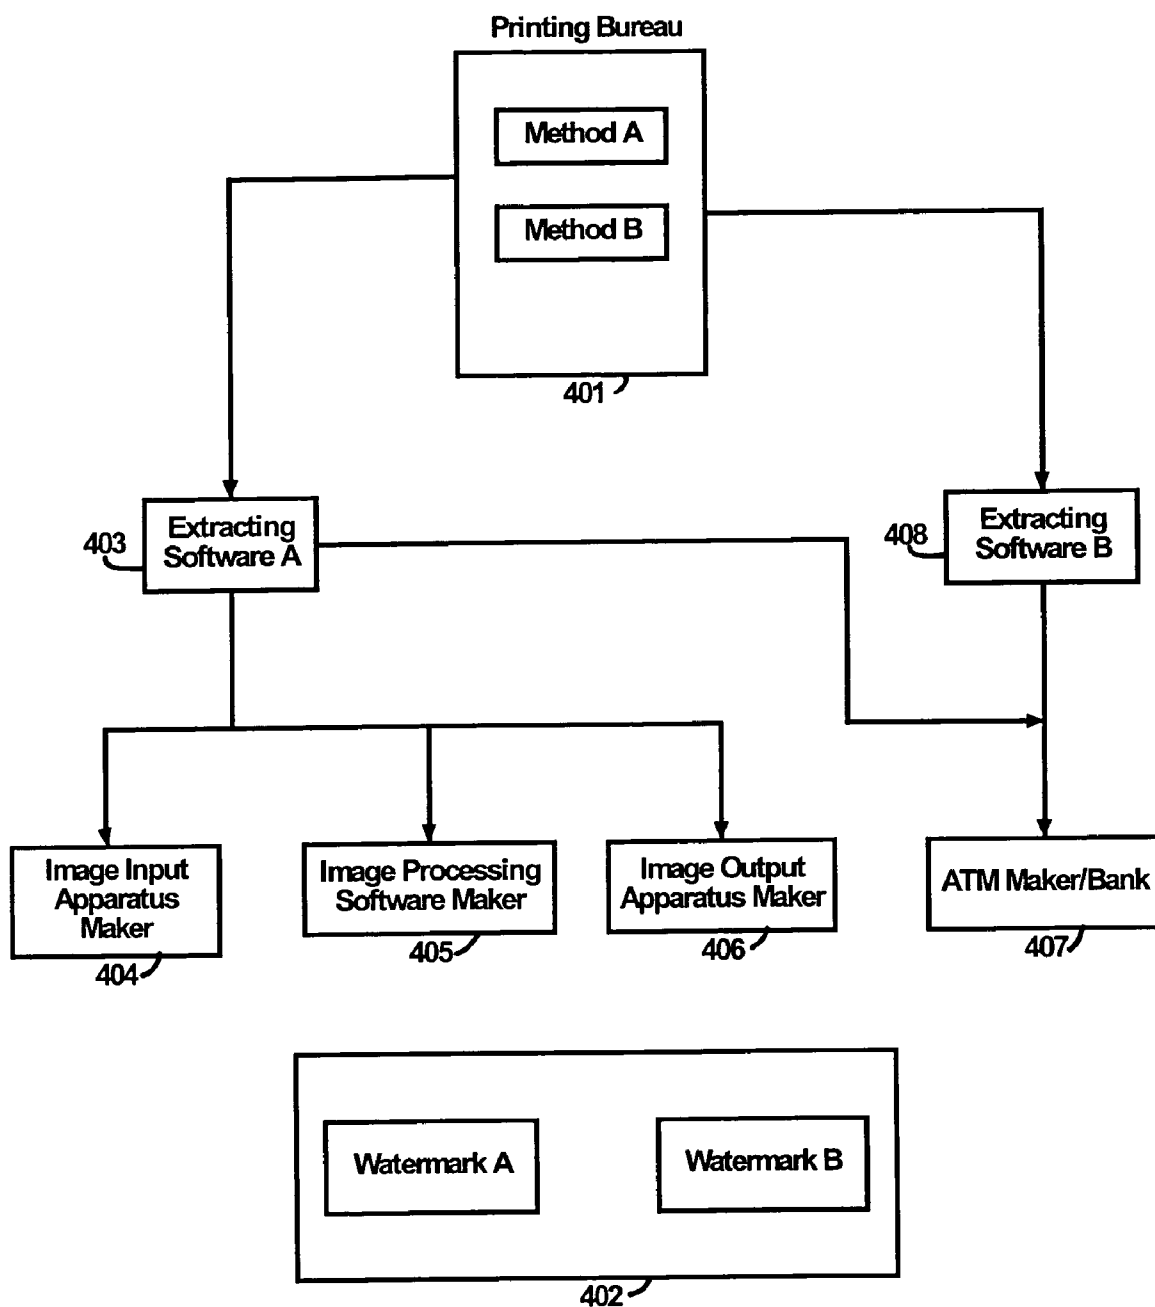 Printing Bureau
Method A
Method B
401
Extracting
Software A
403
Extracting
Software B
408
Image Input
Apparatus
Maker
404
Image Processing
Software Maker
405
Image Output
Apparatus Maker
406
ATM Maker/Bank
407
Watermark A
Watermark B
402